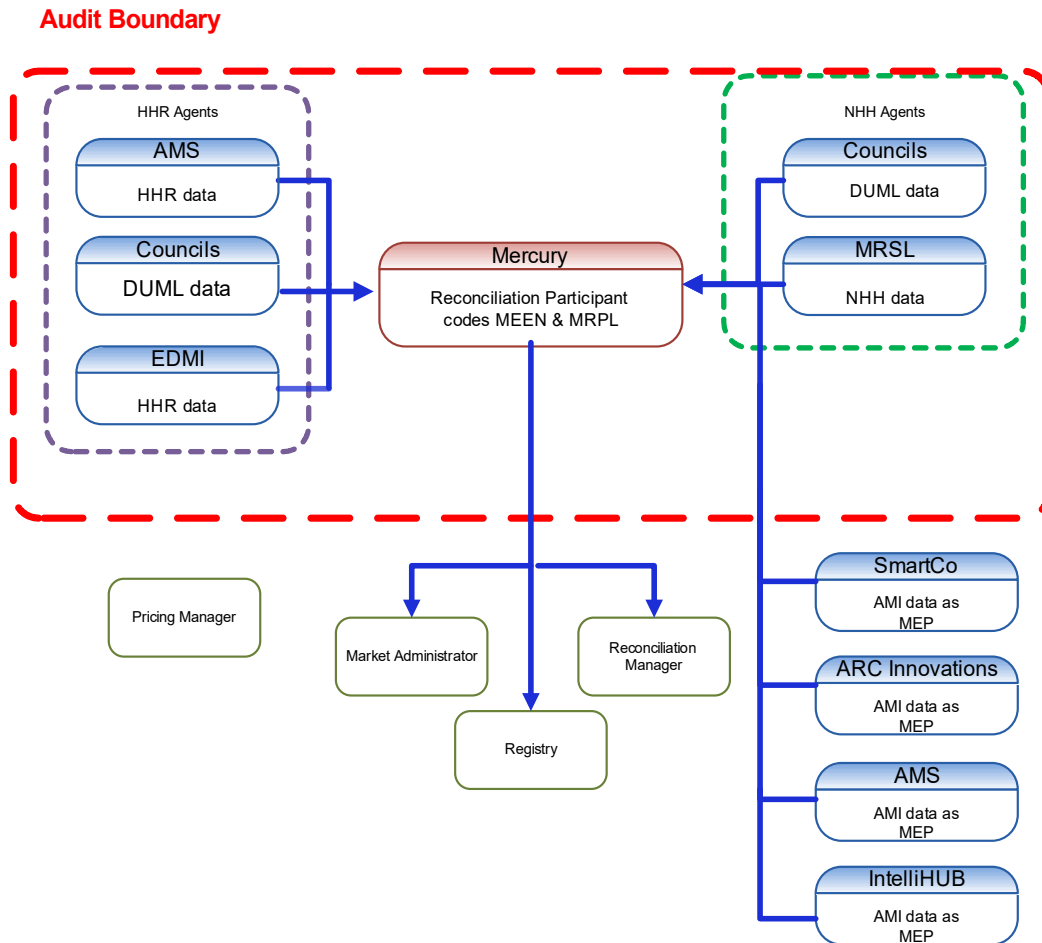 Audit Boundary
HHR Agents
AMS
HHR data
Councils
DUML data
EDMI
HHR data
Mercury
Reconciliation Participant
codes MEEN & MRPL
NHH Agents
Councils
DUML data
MRSL
NHH data
Pricing Manager
Market Administrator
Reconciliation
Manager
Registry
SmartCo
AMI data as
MEP
ARC Innovations
AMI data as
MEP
AMS
AMI data as
MEP
IntelliHUB
AMI data as
MEP